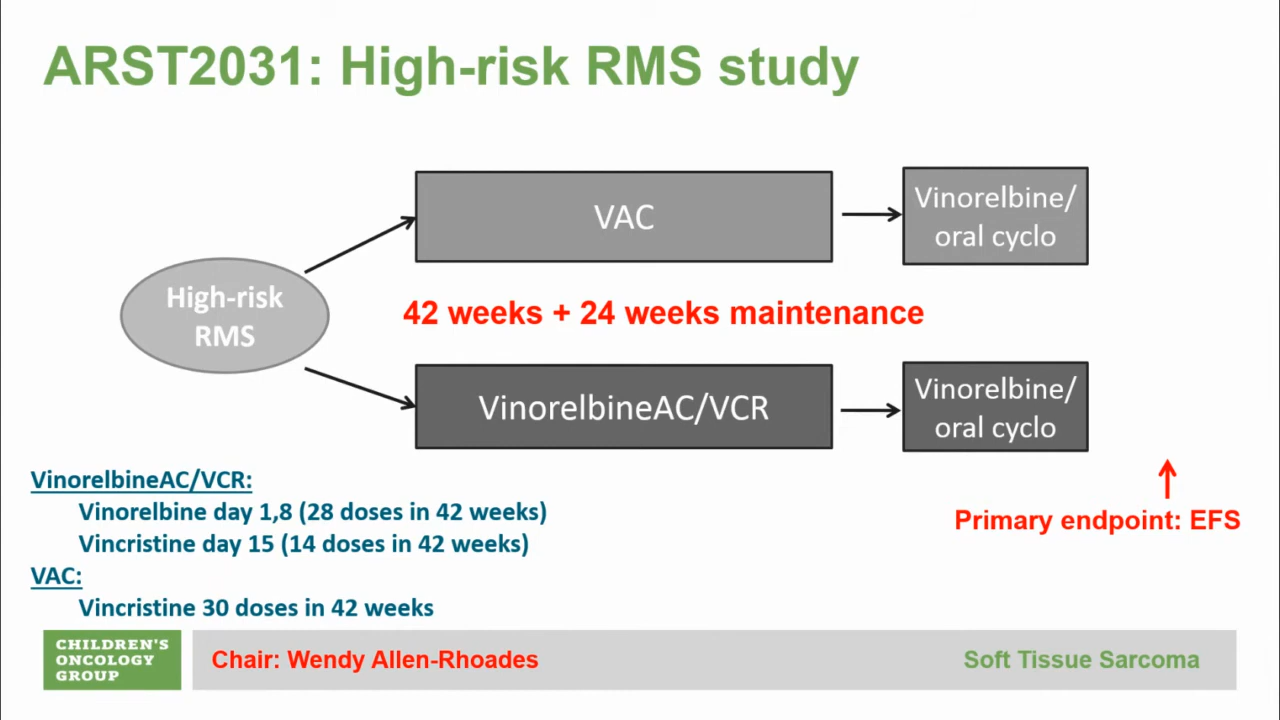 ARST2031: High-risk RMS study
VAC
Vinorelbine/
oral cyclo
High-risk
RMS
42 weeks + 24 weeks maintenance
VinorelbineAC/VCR
Vinorelbine/
oral cyclo
VinorelbineAC/VCR:
Vinorelbine day 1,8 (28 doses in 42 weeks)
Vincristine day 15 (14 doses in 42 weeks)
VAC:
Vincristine 30 doses in 42 weeks
Primary endpoint: EFS
CHILDREN'S
ONCOLOGY
GROUP
Chair: Wendy Allen-Rhoades
Soft Tissue Sarcoma